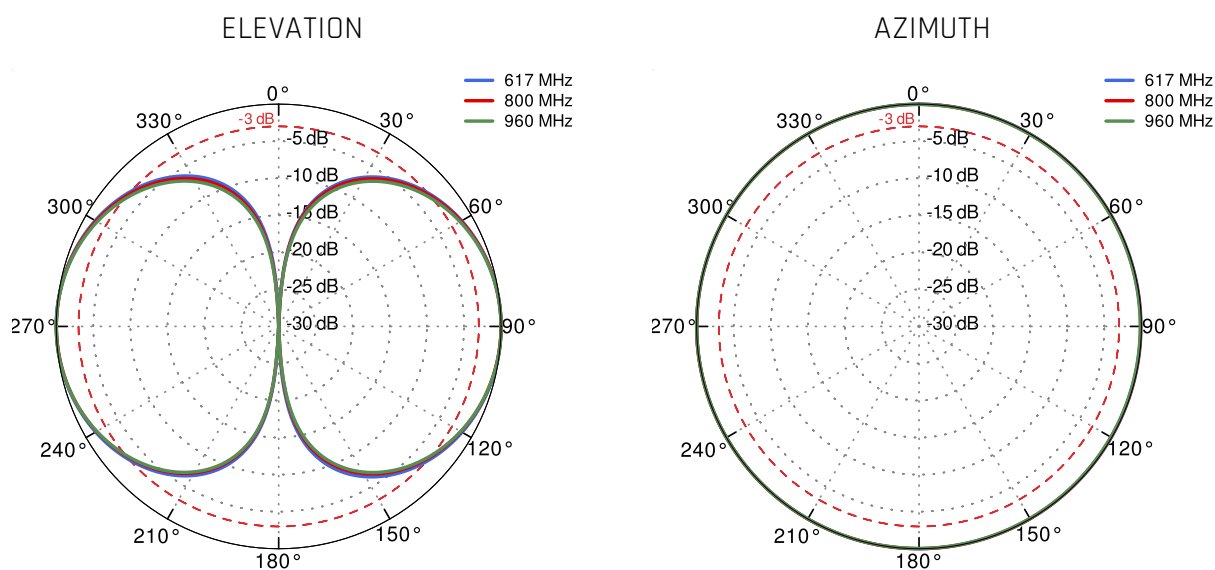 ELEVATION
617 MHz
800 MHz
960 MHz
0°
30°
60°
90°
120°
150°
180°
210°
240°
270°
300°
330°
-3 dB
-5 dB
-10 dB
-15 dB
-20 dB
-25 dB
-30 dB
AZIMUTH
617 MHz
800 MHz
960 MHz
0°
30°
60°
90°
120°
150°
180°
210°
240°
270°
300°
330°
-3 dB
-5 dB
-10 dB
-15 dB
-20 dB
-25 dB
-30 dB